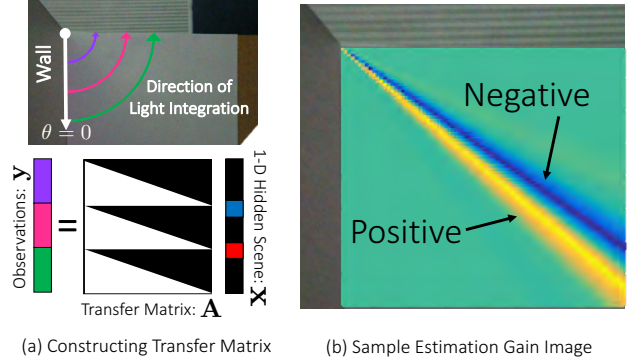 Wall
Direction of
Light Integration
θ = 0
Observations: y
=
1-D Hidden Scene: x
Transfer Matrix: A
(a) Constructing Transfer Matrix
Negative
Positive
(b) Sample Estimation Gain Image